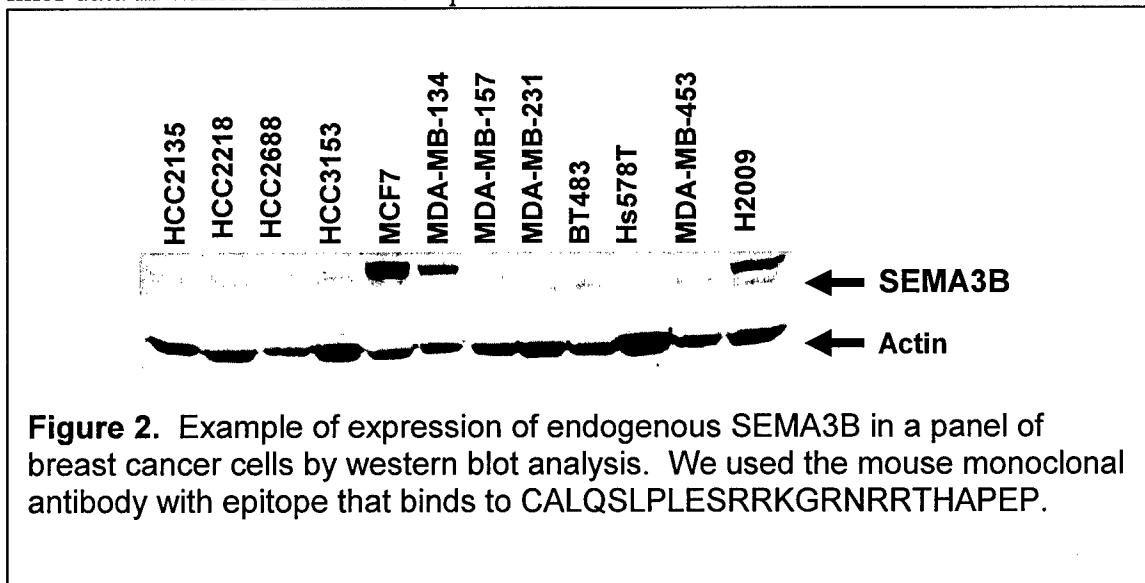 HCC2135
HCC2218
HCC2688
HCC3153
MCF7
MDA-MB-134
MDA-MB-157
MDA-MB-231
BT483
Hs578T
MDA-MB-453
H2009
SEMA3B
Actin
Figure 2. Example of expression of endogenous SEMA3B in a panel of
breast cancer cells by western blot analysis. We used the mouse monoclonal
antibody with epitope that binds to CALQSLPLESRRKGRNRRTHAPEP.